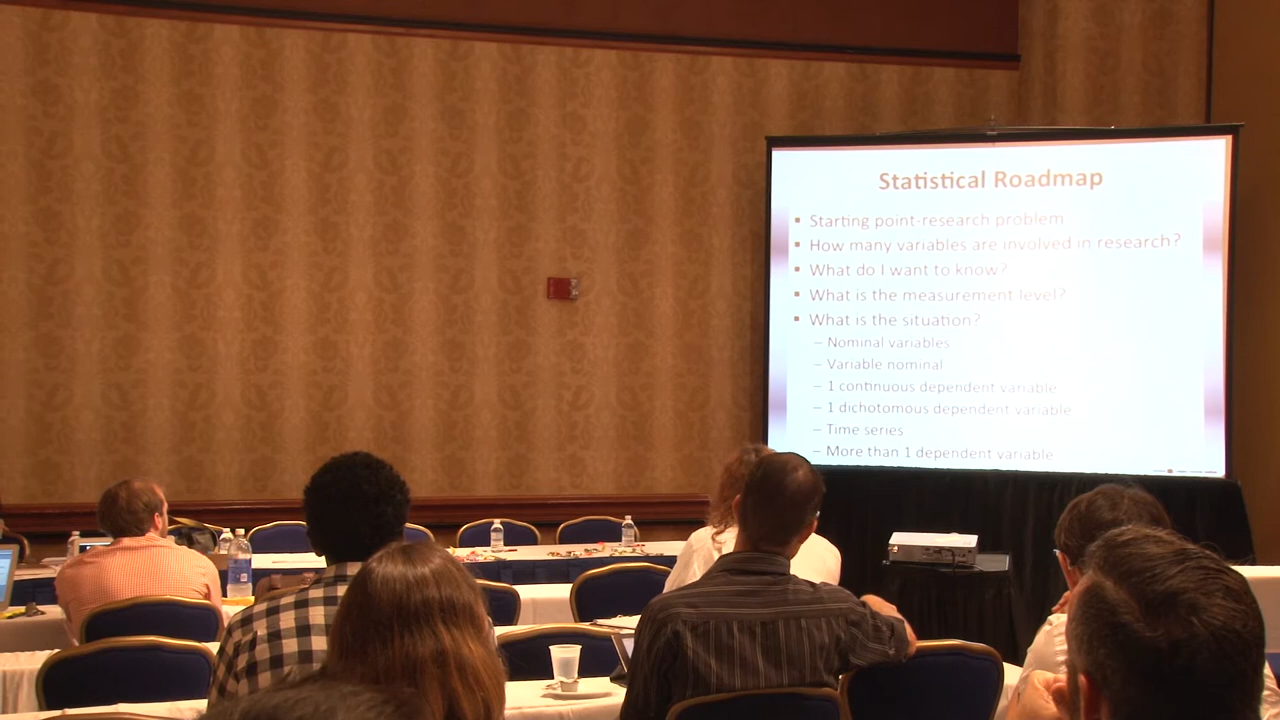 Statistical Roadmap
▪ Starting point-research problem
▪ How many variables are involved in research?
▪ What do I want to know?
▪ What is the measurement level?
▪ What is the situation?
– Nominal variables
– Variable nominal
– 1 continuous dependent variable
– 1 dichotomous dependent variable
– Time series
– More than 1 dependent variable